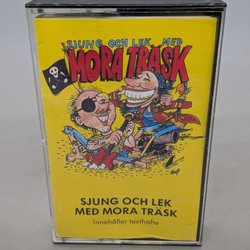 SJUNG OCH LEK MED
MORA TRÄSK
SJUNG OCH LEK
MED MORA TRÄSK
Innehåller texthäfte